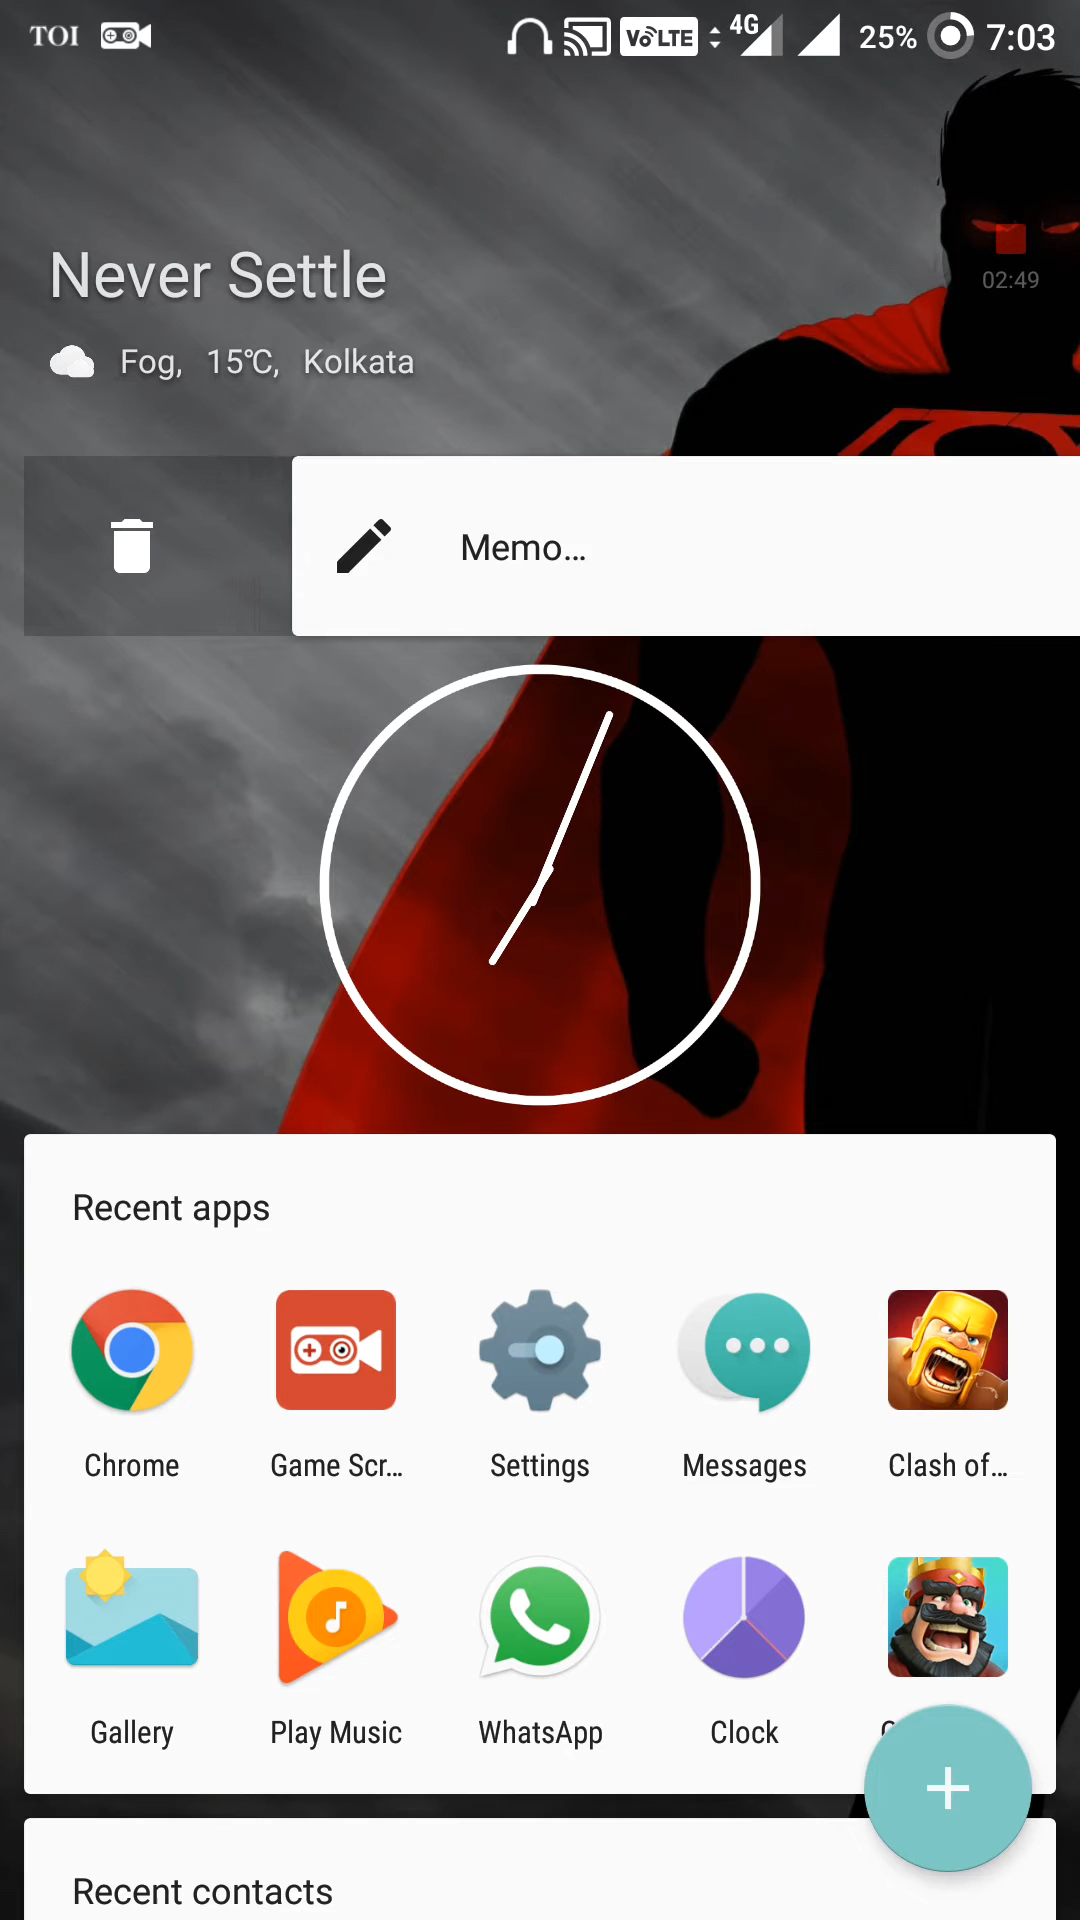 TOI VoLTE 4G 25% 7:03
Never Settle
02:49
Fog, 15℃, Kolkata
Memo...
Recent apps
Chrome Game Scr... Settings Messages Clash of...
Gallery Play Music WhatsApp Clock
Recent contacts